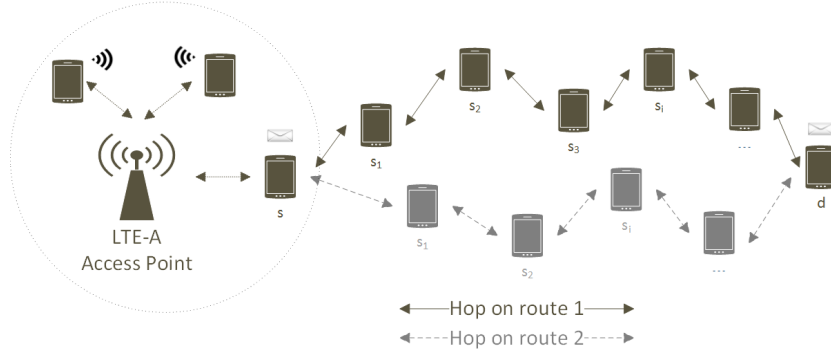 s₂
sᵢ
s₁
s₃
---
s
d
LTE-A
Access Point
s₁
sᵢ
s₂
---
Hop on route 1
Hop on route 2